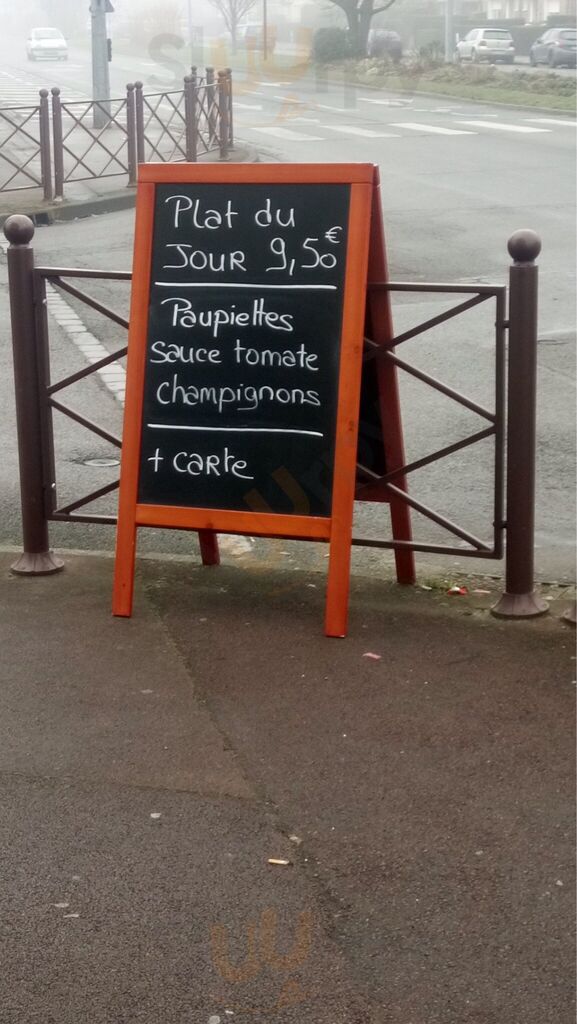 Plat du
JOUR 9,50€
Paupiettes
sauce tomate
champignons
+ carte